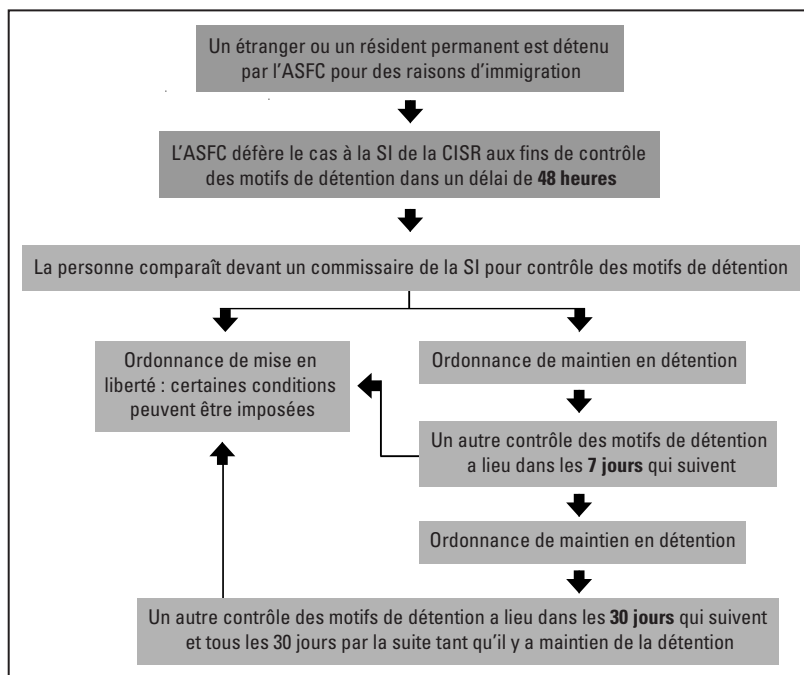 Un étranger ou un résident permanent est détenu
par l'ASFC pour des raisons d'immigration
L'ASFC défère le cas à la SI de la CISR aux fins de contrôle
des motifs de détention dans un délai de 48 heures
La personne comparaît devant un commissaire de la SI pour contrôle des motifs de détention
Ordonnance de mise en
liberté : certaines conditions
peuvent être imposées
Ordonnance de maintien en détention
Un autre contrôle des motifs de détention
a lieu dans les 7 jours qui suivent
Ordonnance de maintien en détention
Un autre contrôle des motifs de détention a lieu dans les 30 jours qui suivent
et tous les 30 jours par la suite tant qu'il y a maintien de la détention